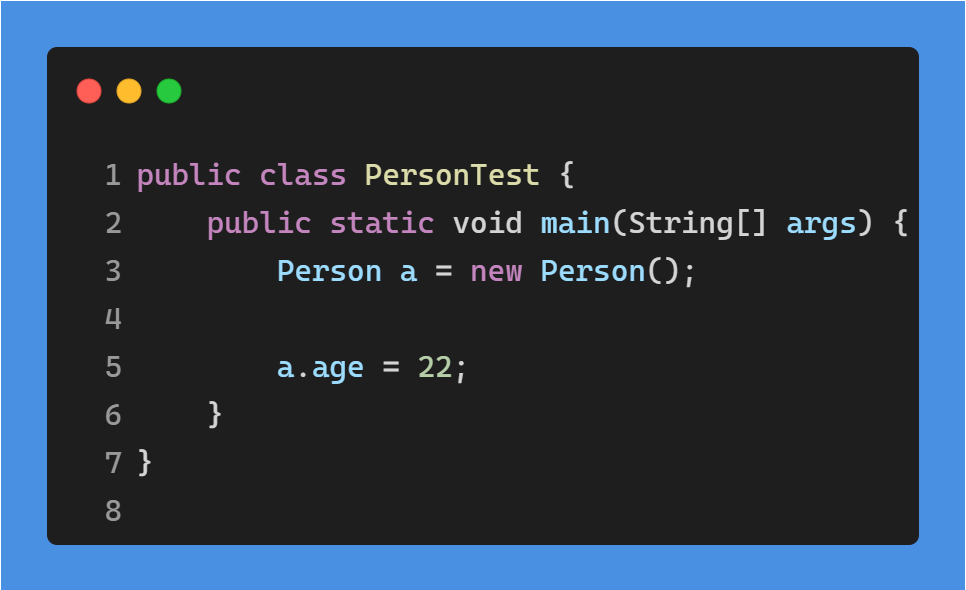 1 public class PersonTest {
2     public static void main(String[] args) {
3         Person a = new Person();
4
5         a.age = 22;
6     }
7 }
8